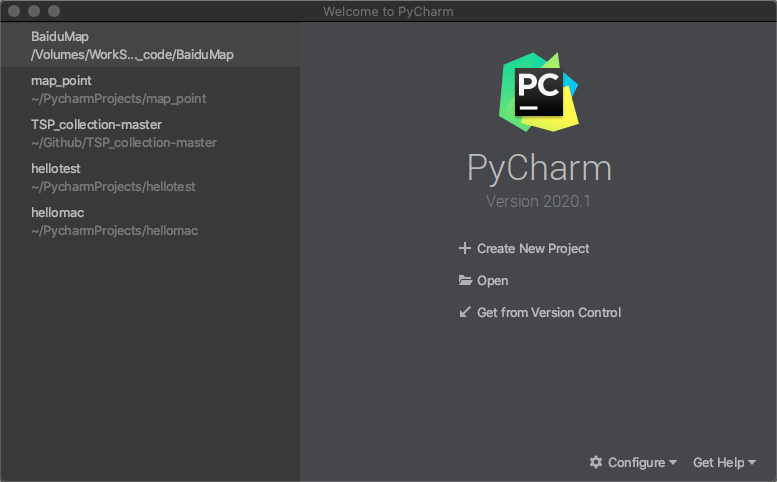 Welcome to PyCharm
BaiduMap
/Volumes/WorkS..._code/BaiduMap
map_point
~/PycharmProjects/map_point
TSP_collection-master
~/Github/TSP_collection-master
hellotest
~/PycharmProjects/hellotest
hellomac
~/PycharmProjects/hellomac
PC
PyCharm
Version 2020.1
Create New Project
Open
Get from Version Control
Configure
Get Help